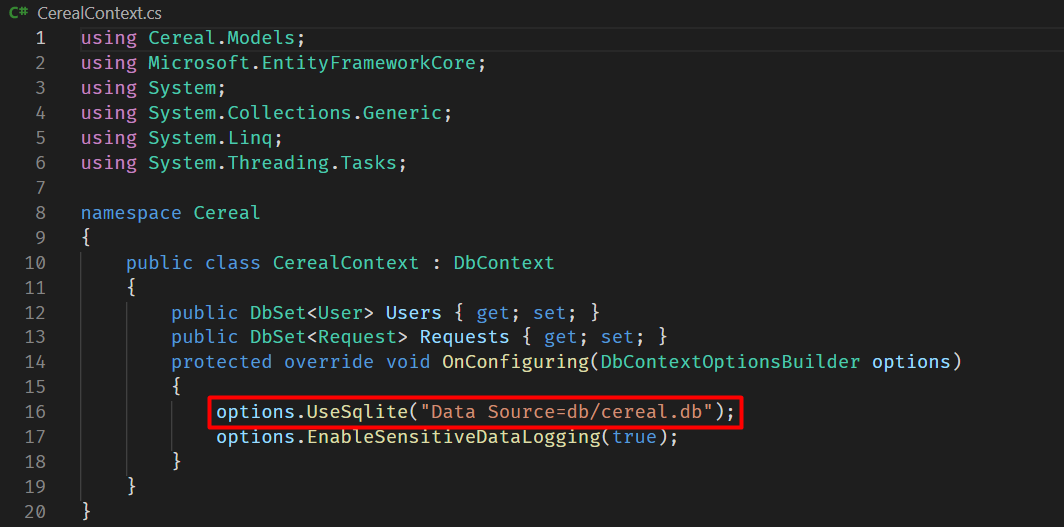 C# CerealContext.cs
1 using Cereal.Models;
2 using Microsoft.EntityFrameworkCore;
3 using System;
4 using System.Collections.Generic;
5 using System.Linq;
6 using System.Threading.Tasks;
7
8 namespace Cereal
9 {
10     public class CerealContext : DbContext
11     {
12         public DbSet<User> Users { get; set; }
13         public DbSet<Request> Requests { get; set; }
14         protected override void OnConfiguring(DbContextOptionsBuilder options)
15         {
16             options.UseSqlite("Data Source=db/cereal.db");
17             options.EnableSensitiveDataLogging(true);
18         }
19     }
20 }